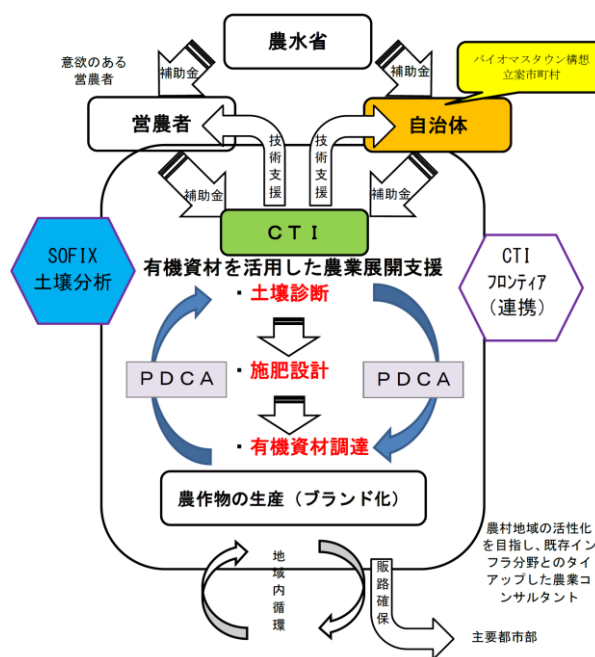 農水省
意欲のある
営農者
補助金
補助金
バイオマスタウン構想
立案市町村
営農者
自治体
技術支援
技術支援
補助金
補助金
ＣＴＩ
SOFIX
土壌分析
CTI
フロンティア
（連携）
有機資材を活用した農業展開支援
・土壌診断
ＰＤＣＡ
・施肥設計
ＰＤＣＡ
・有機資材調達
農作物の生産（ブランド化）
農村地域の活性化
を目指し、既存イン
フラ分野とのタイ
アップした農業コ
ンサルタント
地域内循環
販路確保
主要都市部